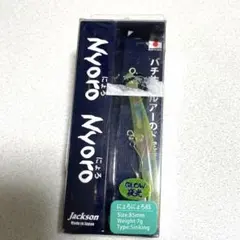 Nyoro
にょろ
Nyoro
にょろ
Jackson
Made in Japan
GLOW
にょろにょろ85
Size:85mm
Weight:7g
Type:Sinking